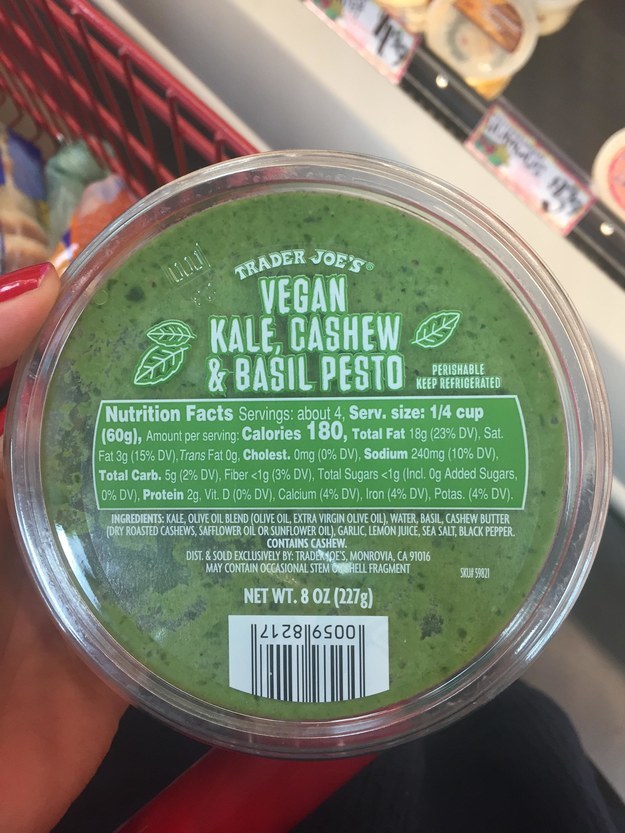 TRADER JOE'S®
VEGAN
KALE, CASHEW
& BASIL PESTO
PERISHABLE
KEEP REFRIGERATED
Nutrition Facts Servings: about 4, Serv. size: 1/4 cup
(60g), Amount per serving: Calories 180, Total Fat 18g (23% DV), Sat.
Fat 3g (15% DV), Trans Fat 0g, Cholest. 0mg (0% DV), Sodium 240mg (10% DV),
Total Carb. 5g (2% DV), Fiber <1g (3% DV), Total Sugars <1g (Incl. 0g Added Sugars,
0% DV), Protein 2g, Vit. D (0% DV), Calcium (4% DV), Iron (4% DV), Potas. (4% DV).
INGREDIENTS: KALE, OLIVE OIL BLEND (OLIVE OIL, EXTRA VIRGIN OLIVE OIL), WATER, BASIL, CASHEW BUTTER
(DRY ROASTED CASHEWS, SAFFLOWER OIL OR SUNFLOWER OIL), GARLIC, LEMON JUICE, SEA SALT, BLACK PEPPER.
CONTAINS CASHEW.
DIST. & SOLD EXCLUSIVELY BY: TRADER JOE'S, MONROVIA, CA 91016
MAY CONTAIN OCCASIONAL STEM OR SHELL FRAGMENT
SKU# 59821
NET WT. 8 OZ (227g)
0059 8217